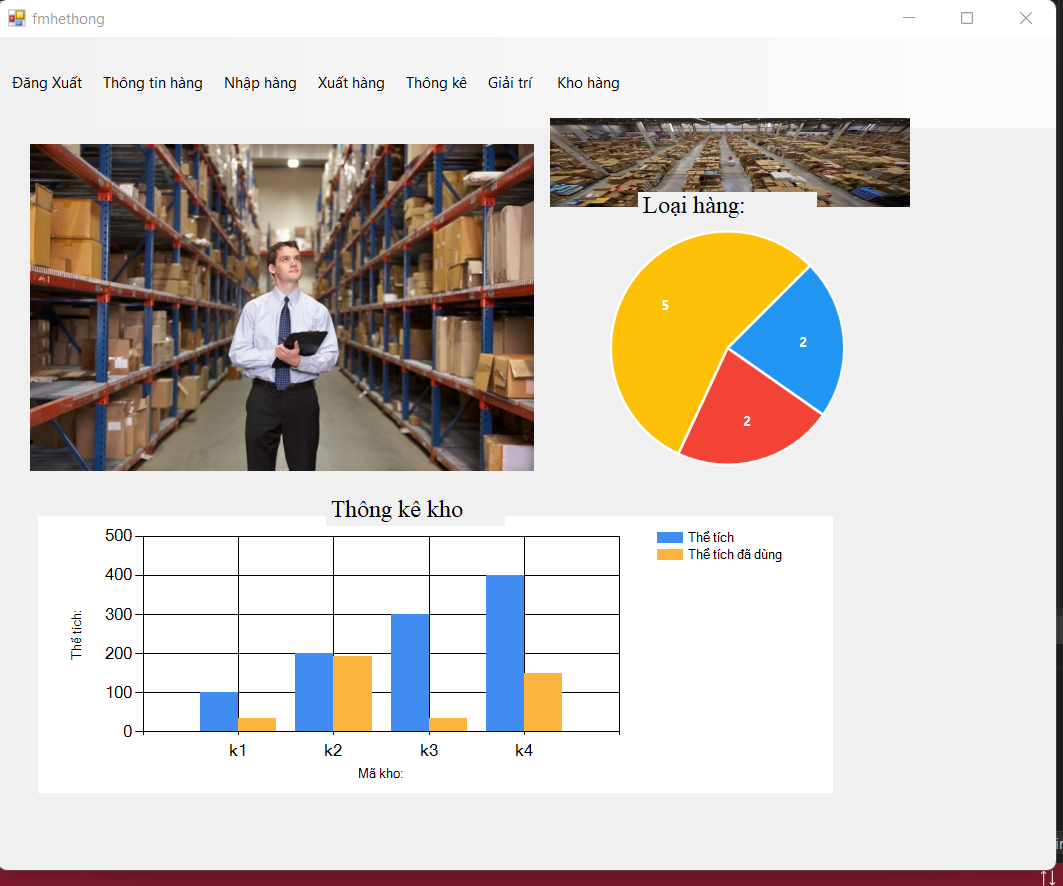 fmhethong
Đăng Xuất Thông tin hàng Nhập hàng Xuất hàng Thông kê Giải trí Kho hàng
Loại hàng:
5
2
2
Thông kê kho
500
400
300
200
100
0
Thể tích:
k1 k2 k3 k4
Mã kho:
Thể tích
Thể tích đã dùng